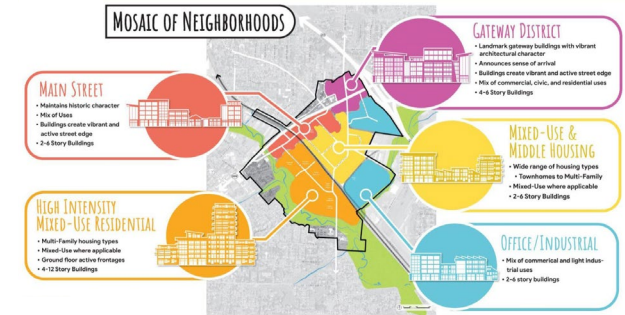 MOSAIC OF NEIGHBORHOODS
MAIN STREET
• Maintains historic character
• Mix of Uses
• Buildings create vibrant and
active street edge
• 2-6 Story Buildings
HIGH INTENSITY
MIXED-USE RESIDENTIAL
• Multi-Family housing types
• Mixed-Use where applicable
• Ground floor active frontages
• 4-12 Story Buildings
GATEWAY DISTRICT
• Landmark gateway buildings with vibrant
architectural character
• Announces sense of arrival
• Buildings create vibrant and active street edge
• Mix of commercial, civic, and residential uses
• 4-6 Story Buildings
MIXED-USE &
MIDDLE HOUSING
• Wide range of housing types
• Townhomes to Multi-Family
• Mixed-Use where applicable
• 2-6 Story Buildings
OFFICE/INDUSTRIAL
• Mix of commerical and light indus-
trial uses
• 2-6 story buildings